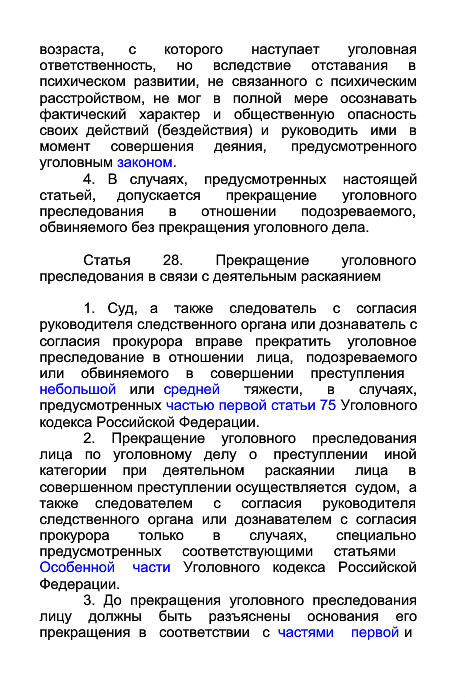 возраста, с которого наступает уголовная
ответственность, но вследствие отставания в
психическом развитии, не связанного с психическим
расстройством, не мог в полной мере осознавать
фактический характер и общественную опасность
своих действий (бездействия) и руководить ими в
момент совершения деяния, предусмотренного
уголовным законом.
4. В случаях, предусмотренных настоящей
статьей, допускается прекращение уголовного
преследования в отношении подозреваемого,
обвиняемого без прекращения уголовного дела.
Статья 28. Прекращение уголовного
преследования в связи с деятельным раскаянием
1. Суд, а также следователь с согласия
руководителя следственного органа или дознаватель с
согласия прокурора вправе прекратить уголовное
преследование в отношении лица, подозреваемого
или обвиняемого в совершении преступления
небольшой или средней тяжести, в случаях,
предусмотренных частью первой статьи 75 Уголовного
кодекса Российской Федерации.
2. Прекращение уголовного преследования
лица по уголовному делу о преступлении иной
категории при деятельном раскаянии лица в
совершенном преступлении осуществляется судом, а
также следователем с согласия руководителя
следственного органа или дознавателем с согласия
прокурора только в случаях, специально
предусмотренных соответствующими статьями
Особенной части Уголовного кодекса Российской
Федерации.
3. До прекращения уголовного преследования
лицу должны быть разъяснены основания его
прекращения в соответствии с частями первой и